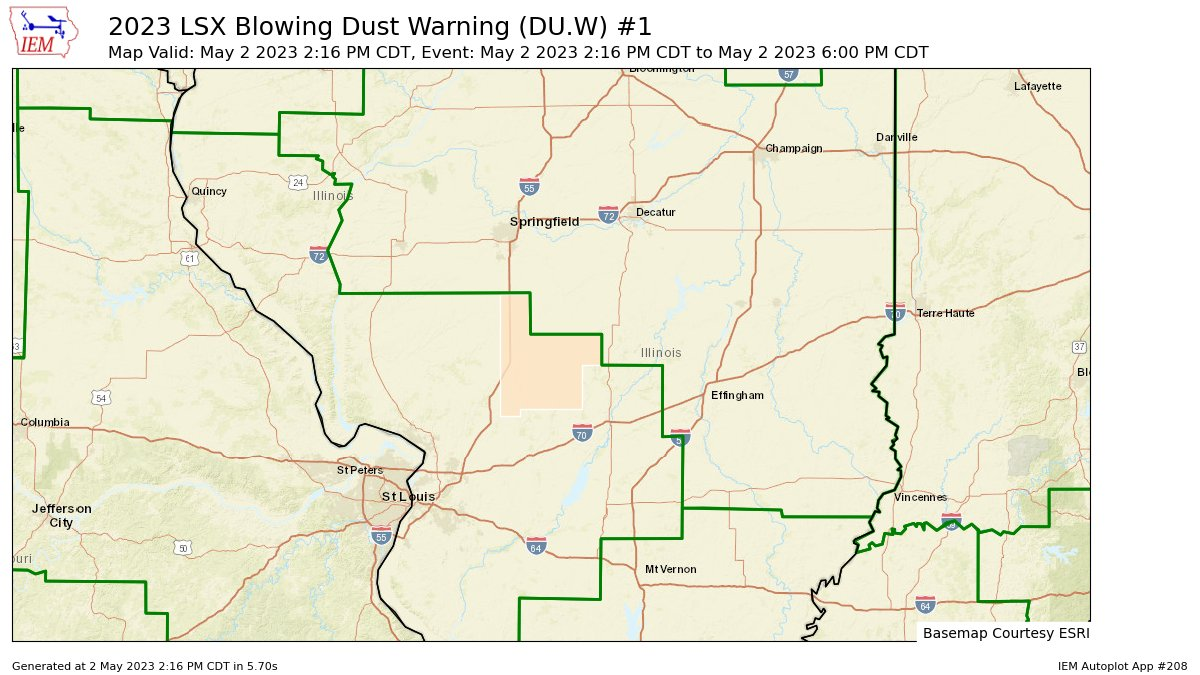 IEM
2023 LSX Blowing Dust Warning (DU.W) #1
Map Valid: May 2 2023 2:16 PM CDT, Event: May 2 2023 2:16 PM CDT to May 2 2023 6:00 PM CDT
Bloomington
57
Lafayette
Danville
Champaign
24
Quincy
Illinois
55
Springfield
72
Decatur
72
61
70
Terre Haute
Illinois
37
54
Effingham
Columbia
70
St Peters
St Louis
Vincennes
Jefferson
City
55
50
64
Mt Vernon
64
Basemap Courtesy ESRI
Generated at 2 May 2023 2:16 PM CDT in 5.70s
IEM Autoplot App #208